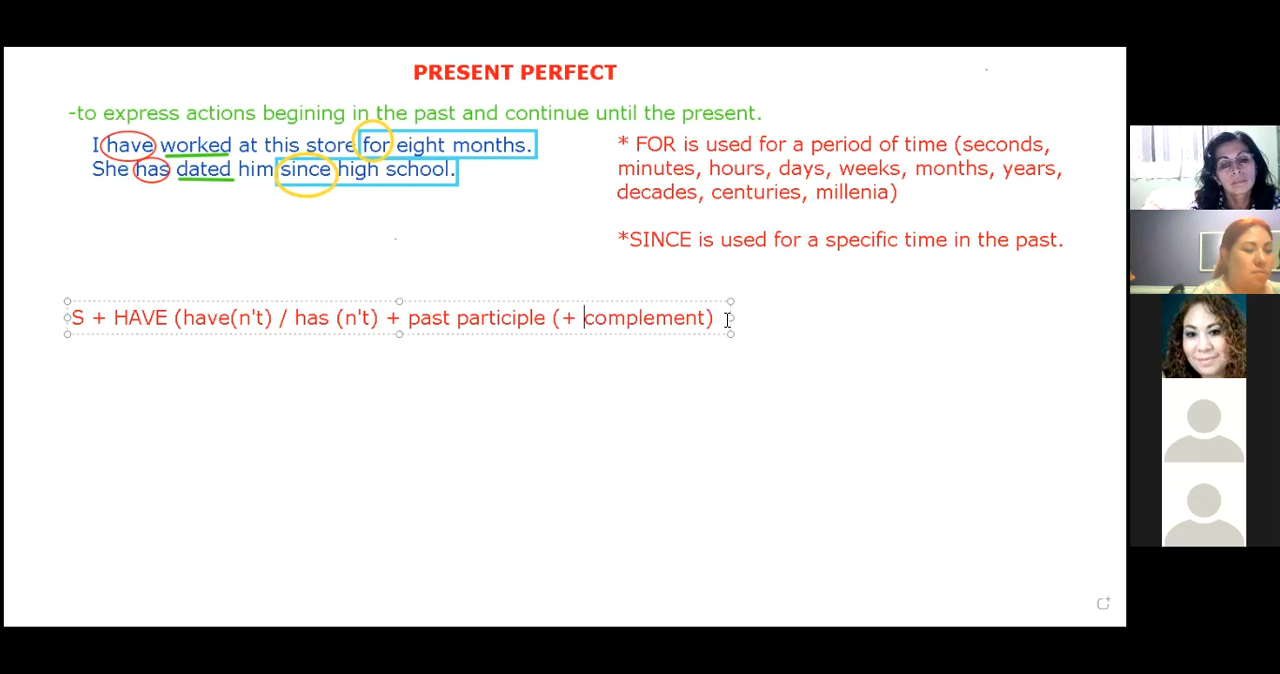 PRESENT PERFECT
-to express actions begining in the past and continue until the present.
I have worked at this store for eight months.
She has dated him since high school.
* FOR is used for a period of time (seconds,
minutes, hours, days, weeks, months, years,
decades, centuries, millenia)
*SINCE is used for a specific time in the past.
S + HAVE (have(n't) / has (n't) + past participle (+ complement)